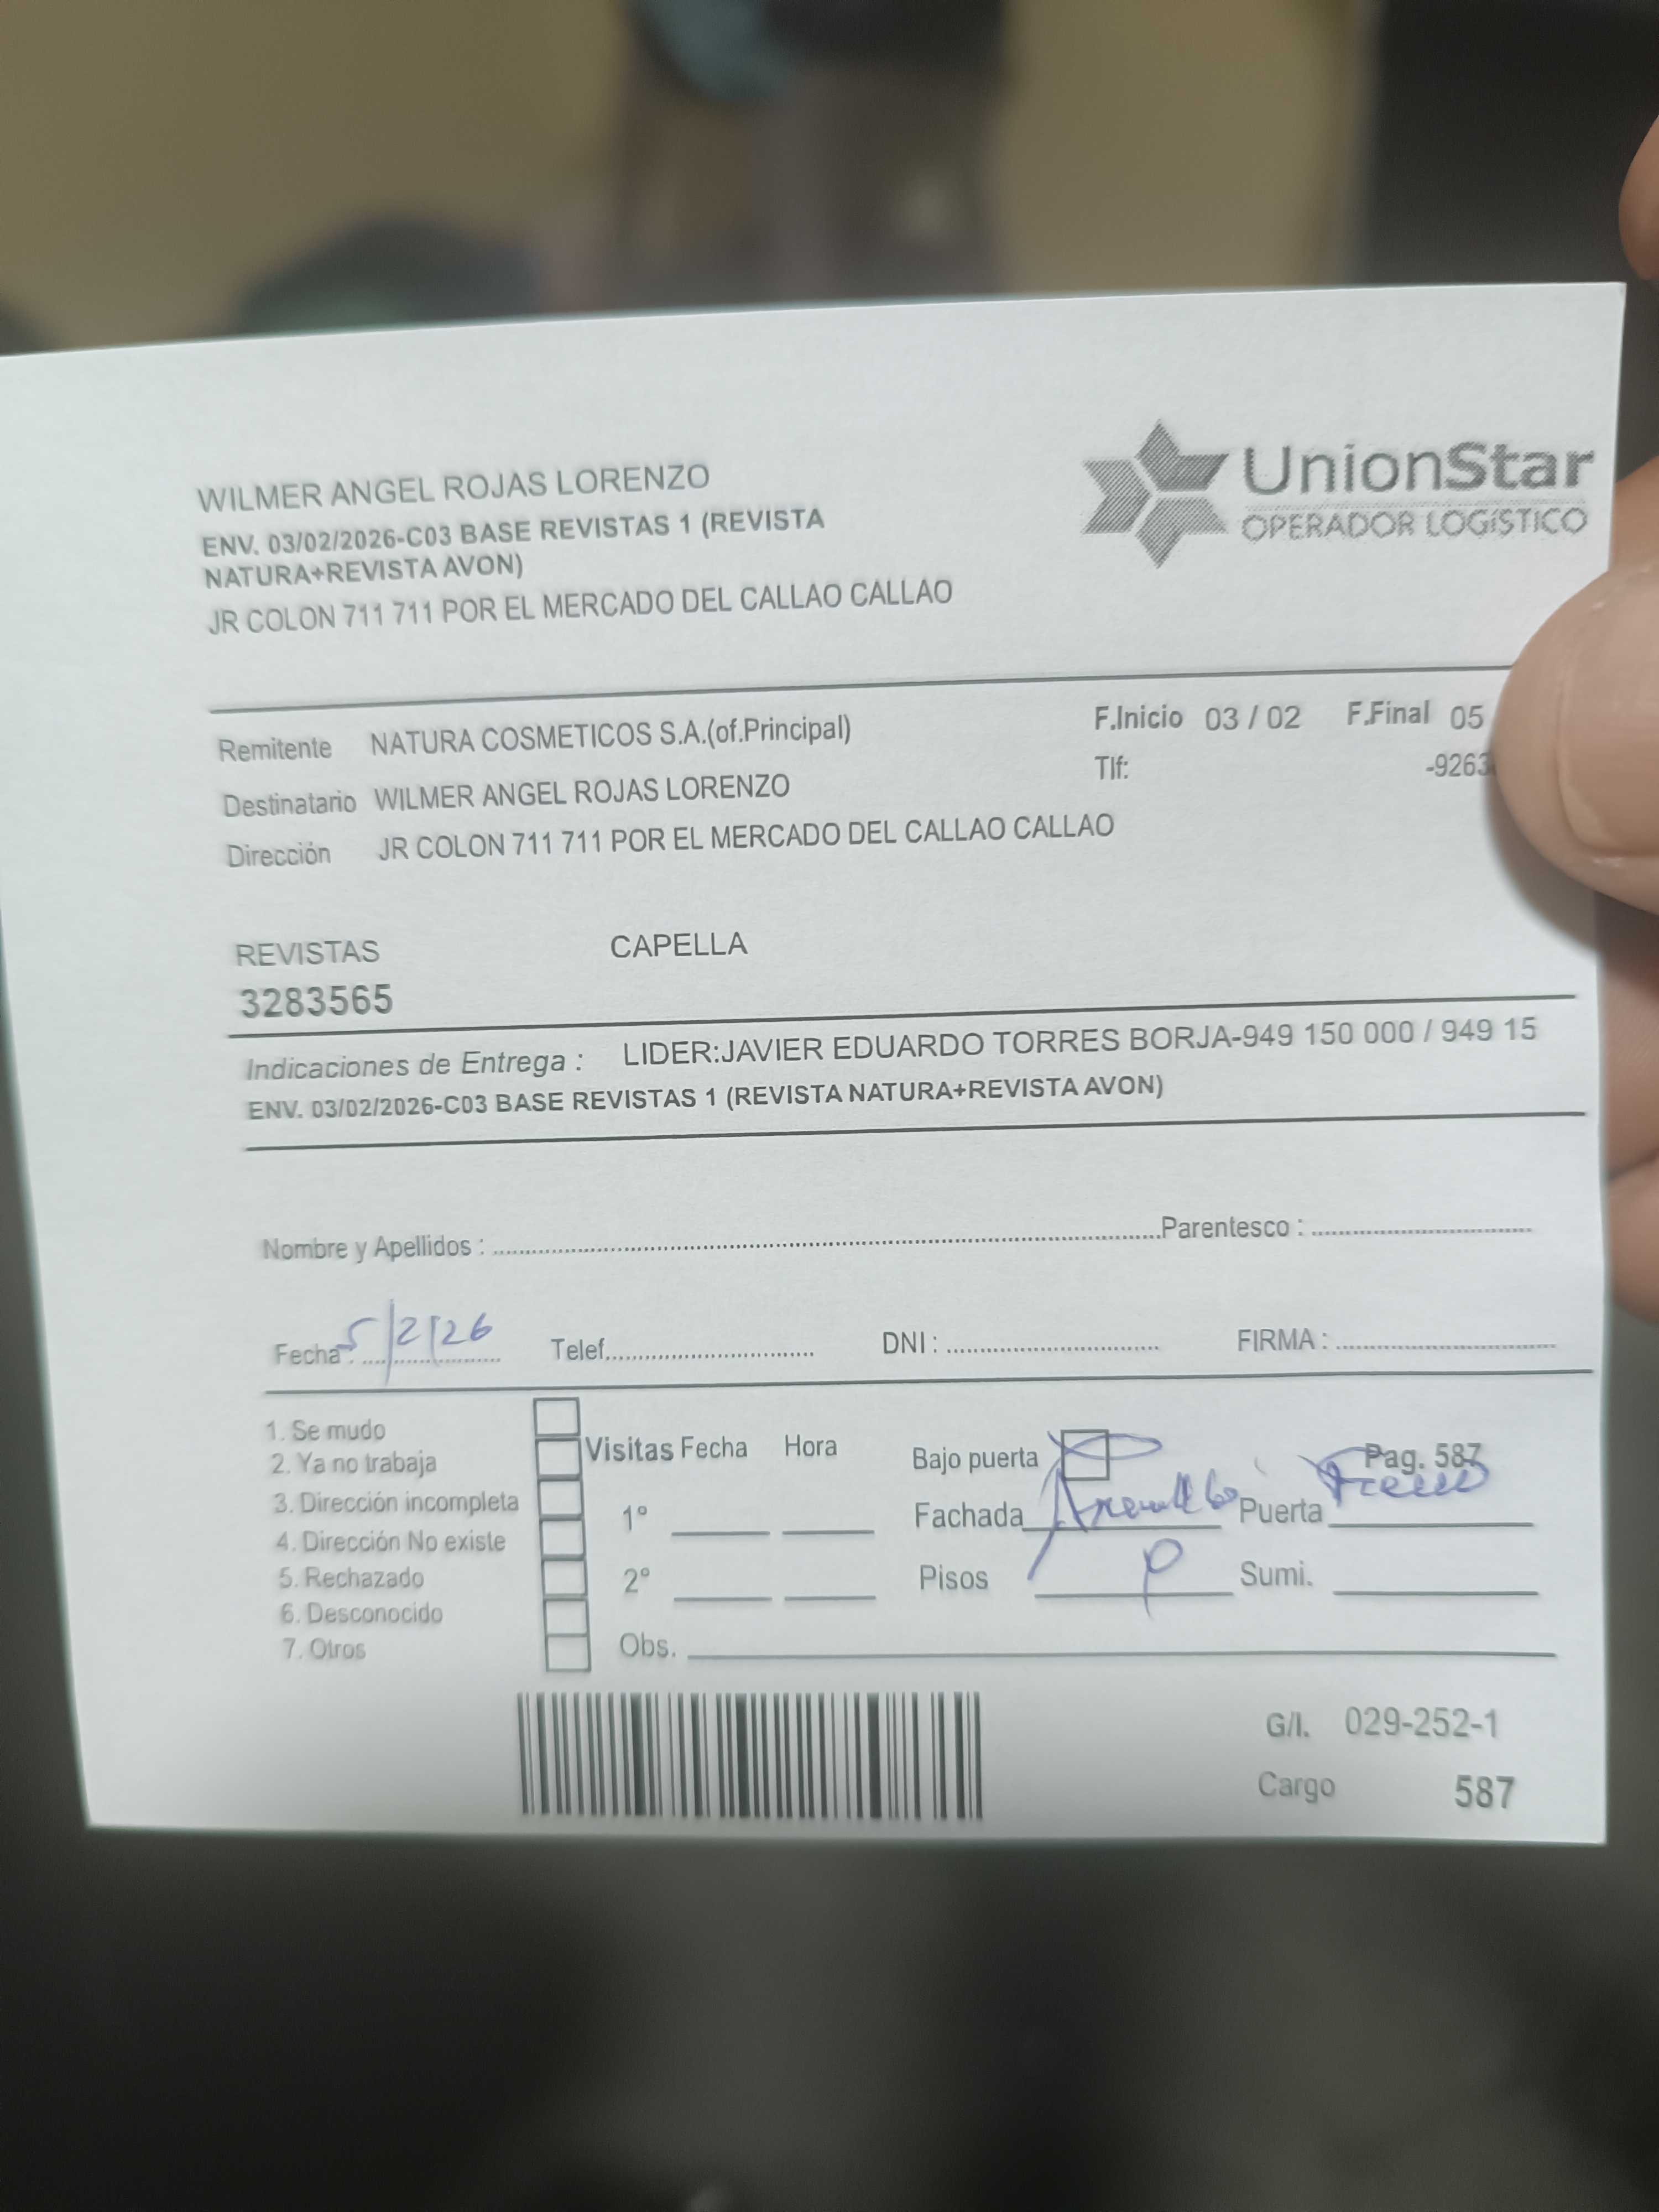 WILMER ANGEL ROJAS LORENZO
ENV. 03/02/2026-C03 BASE REVISTAS 1 (REVISTA
NATURA+REVISTA AVON)
JR COLON 711 711 POR EL MERCADO DEL CALLAO CALLAO
UnionStar
OPERADOR LOGíSTICO
Remitente NATURA COSMETICOS S.A.(of.Principal)
F.Inicio 03 / 02 F.Final 05
Destinatario WILMER ANGEL ROJAS LORENZO
Tlf: -9263
Dirección JR COLON 711 711 POR EL MERCADO DEL CALLAO CALLAO
REVISTAS CAPELLA
3283565
Indicaciones de Entrega : LIDER:JAVIER EDUARDO TORRES BORJA-949 150 000 / 949 15
ENV. 03/02/2026-C03 BASE REVISTAS 1 (REVISTA NATURA+REVISTA AVON)
Nombre y Apellidos : Parentesco :
Fecha : 5/2/26 Telef. DNI : FIRMA :
1. Se mudo
2. Ya no trabaja
3. Dirección incompleta
4. Dirección No existe
5. Rechazado
6. Desconocido
7. Otros
Visitas Fecha Hora
1º
2º
Obs.
Bajo puerta Pag. 587
Fachada Puerta
Pisos Sumi.
G/I. 029-252-1
Cargo 587